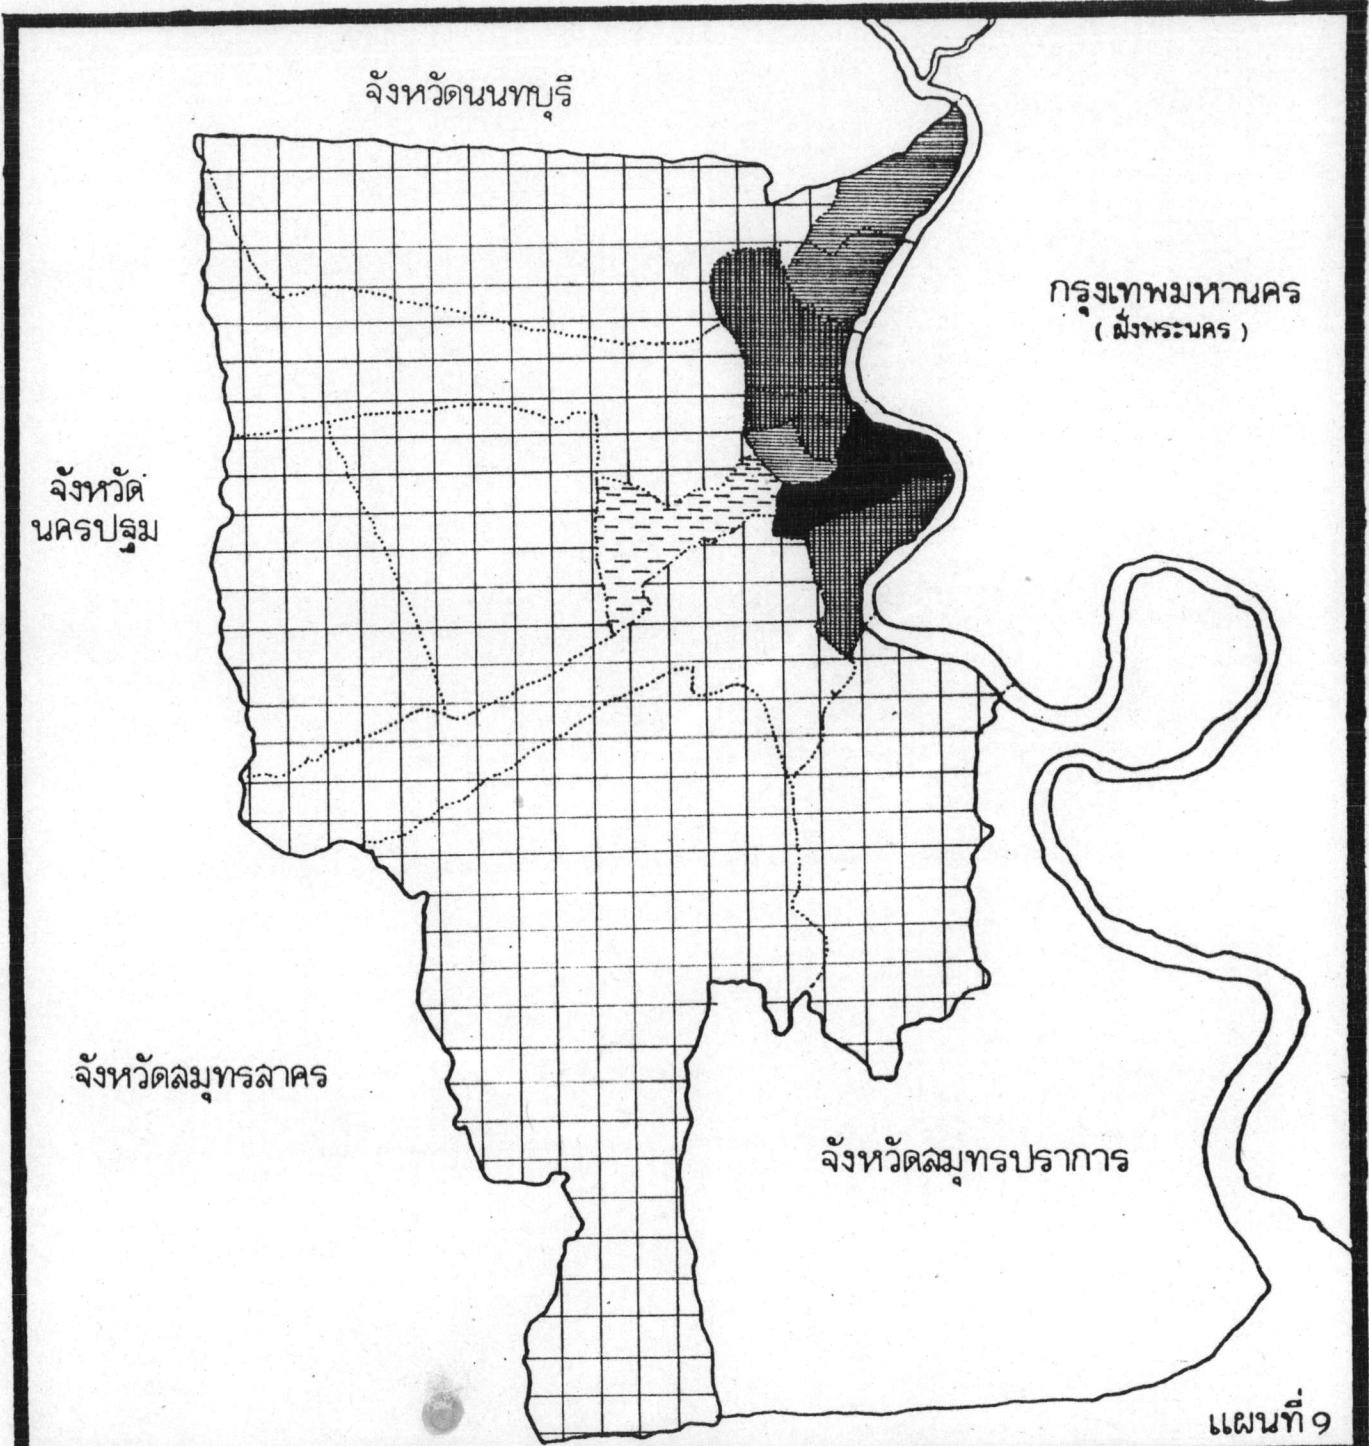 จังหวัดนนทบุรี
กรุงเทพมหานคร
( ฝั่งพระนคร )
จังหวัด
นครปฐม
จังหวัดสมุทรสาคร
จังหวัดสมุทรปราการ
แผนที่ 9